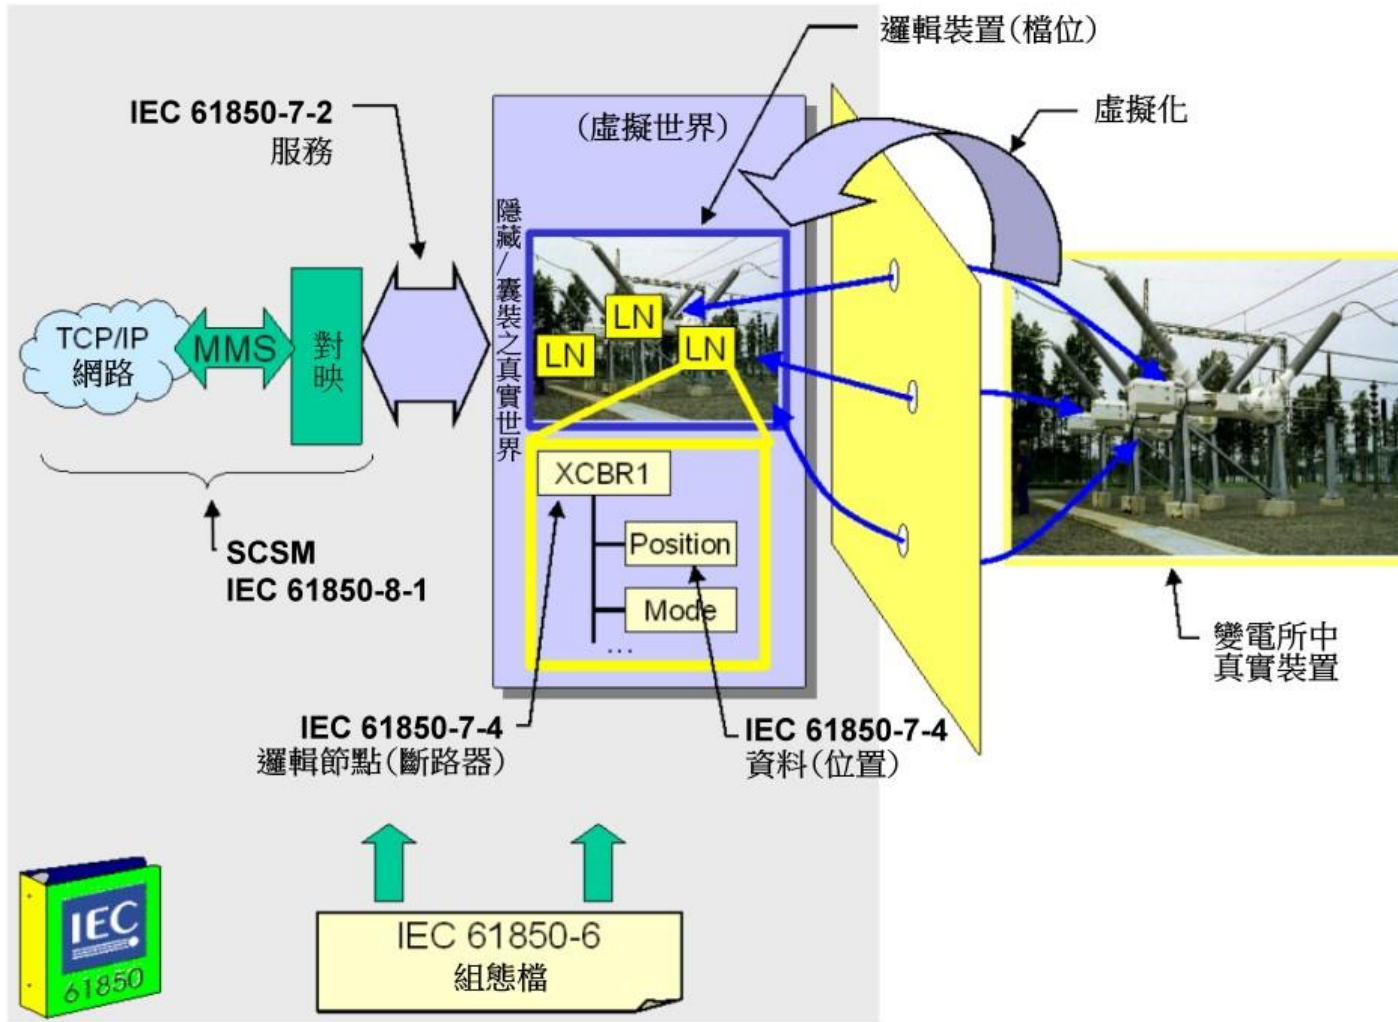 邏輯裝置(檔位)
IEC 61850-7-2
服務
(虛擬世界)
虛擬化
隱藏/囊裝之真實世界
TCP/IP
網路
MMS
對
映
LN
LN
LN
XCBR1
Position
Mode
...
SCSM
IEC 61850-8-1
變電所中
真實裝置
IEC 61850-7-4
邏輯節點(斷路器)
IEC 61850-7-4
資料(位置)
IEC
61850
IEC 61850-6
組態檔